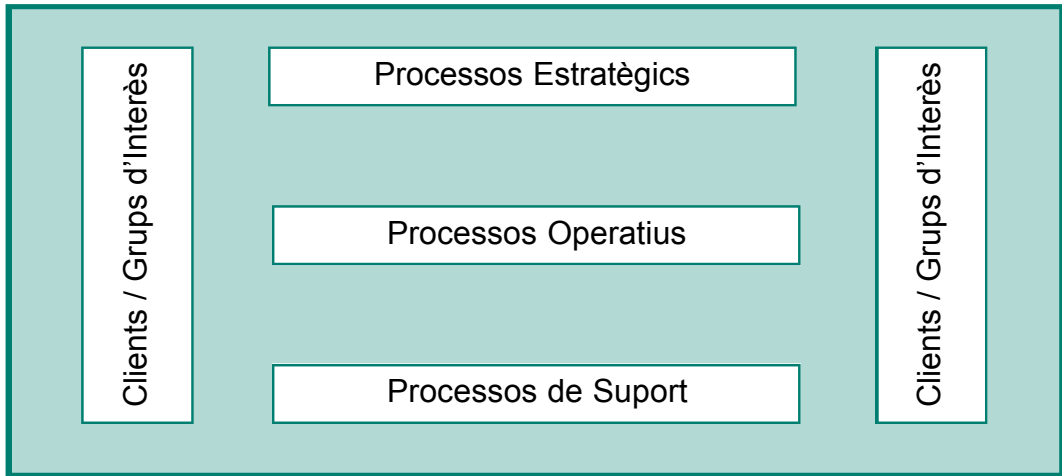 Clients / Grups d'Interès
Processos Estratègics
Processos Operatius
Processos de Suport
Clients / Grups d'Interès